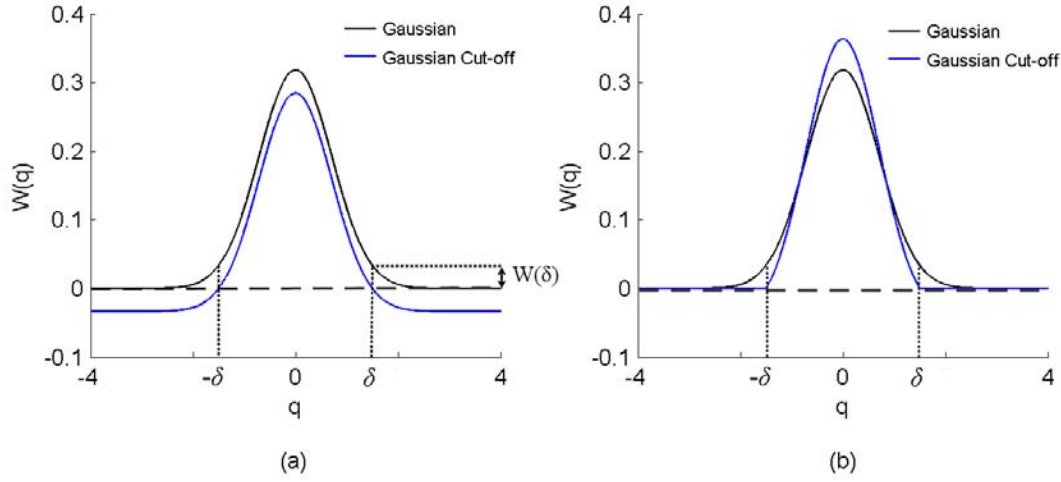 0.4
Gaussian
Gaussian Cut-off
0.3
0.2
W(q)
0.1
W(δ)
0
-0.1
-4
-δ
0
δ
4
q
(a)
0.4
Gaussian
Gaussian Cut-off
0.3
0.2
W(q)
0.1
0
-0.1
-4
-δ
0
δ
4
q
(b)